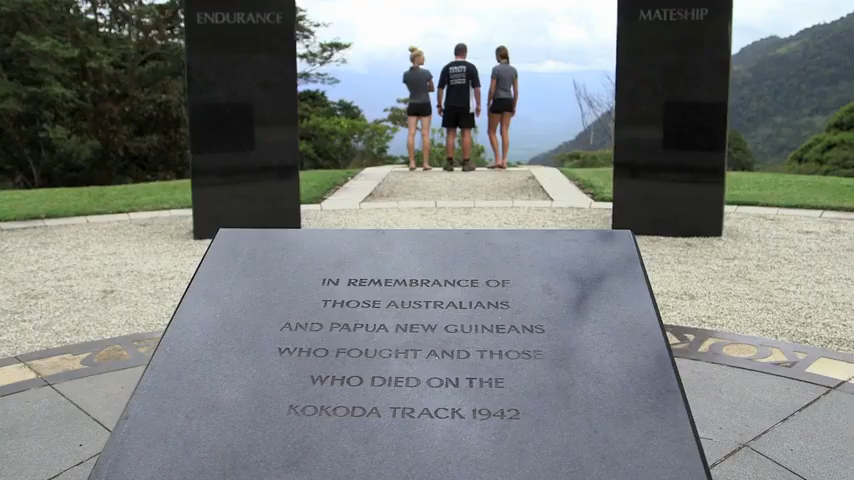 ENDURANCE
MATESHIP
IN REMEMBRANCE OF
THOSE AUSTRALIANS
AND PAPUA NEW GUINEANS
WHO FOUGHT AND THOSE
WHO DIED ON THE
KOKODA TRACK 1942